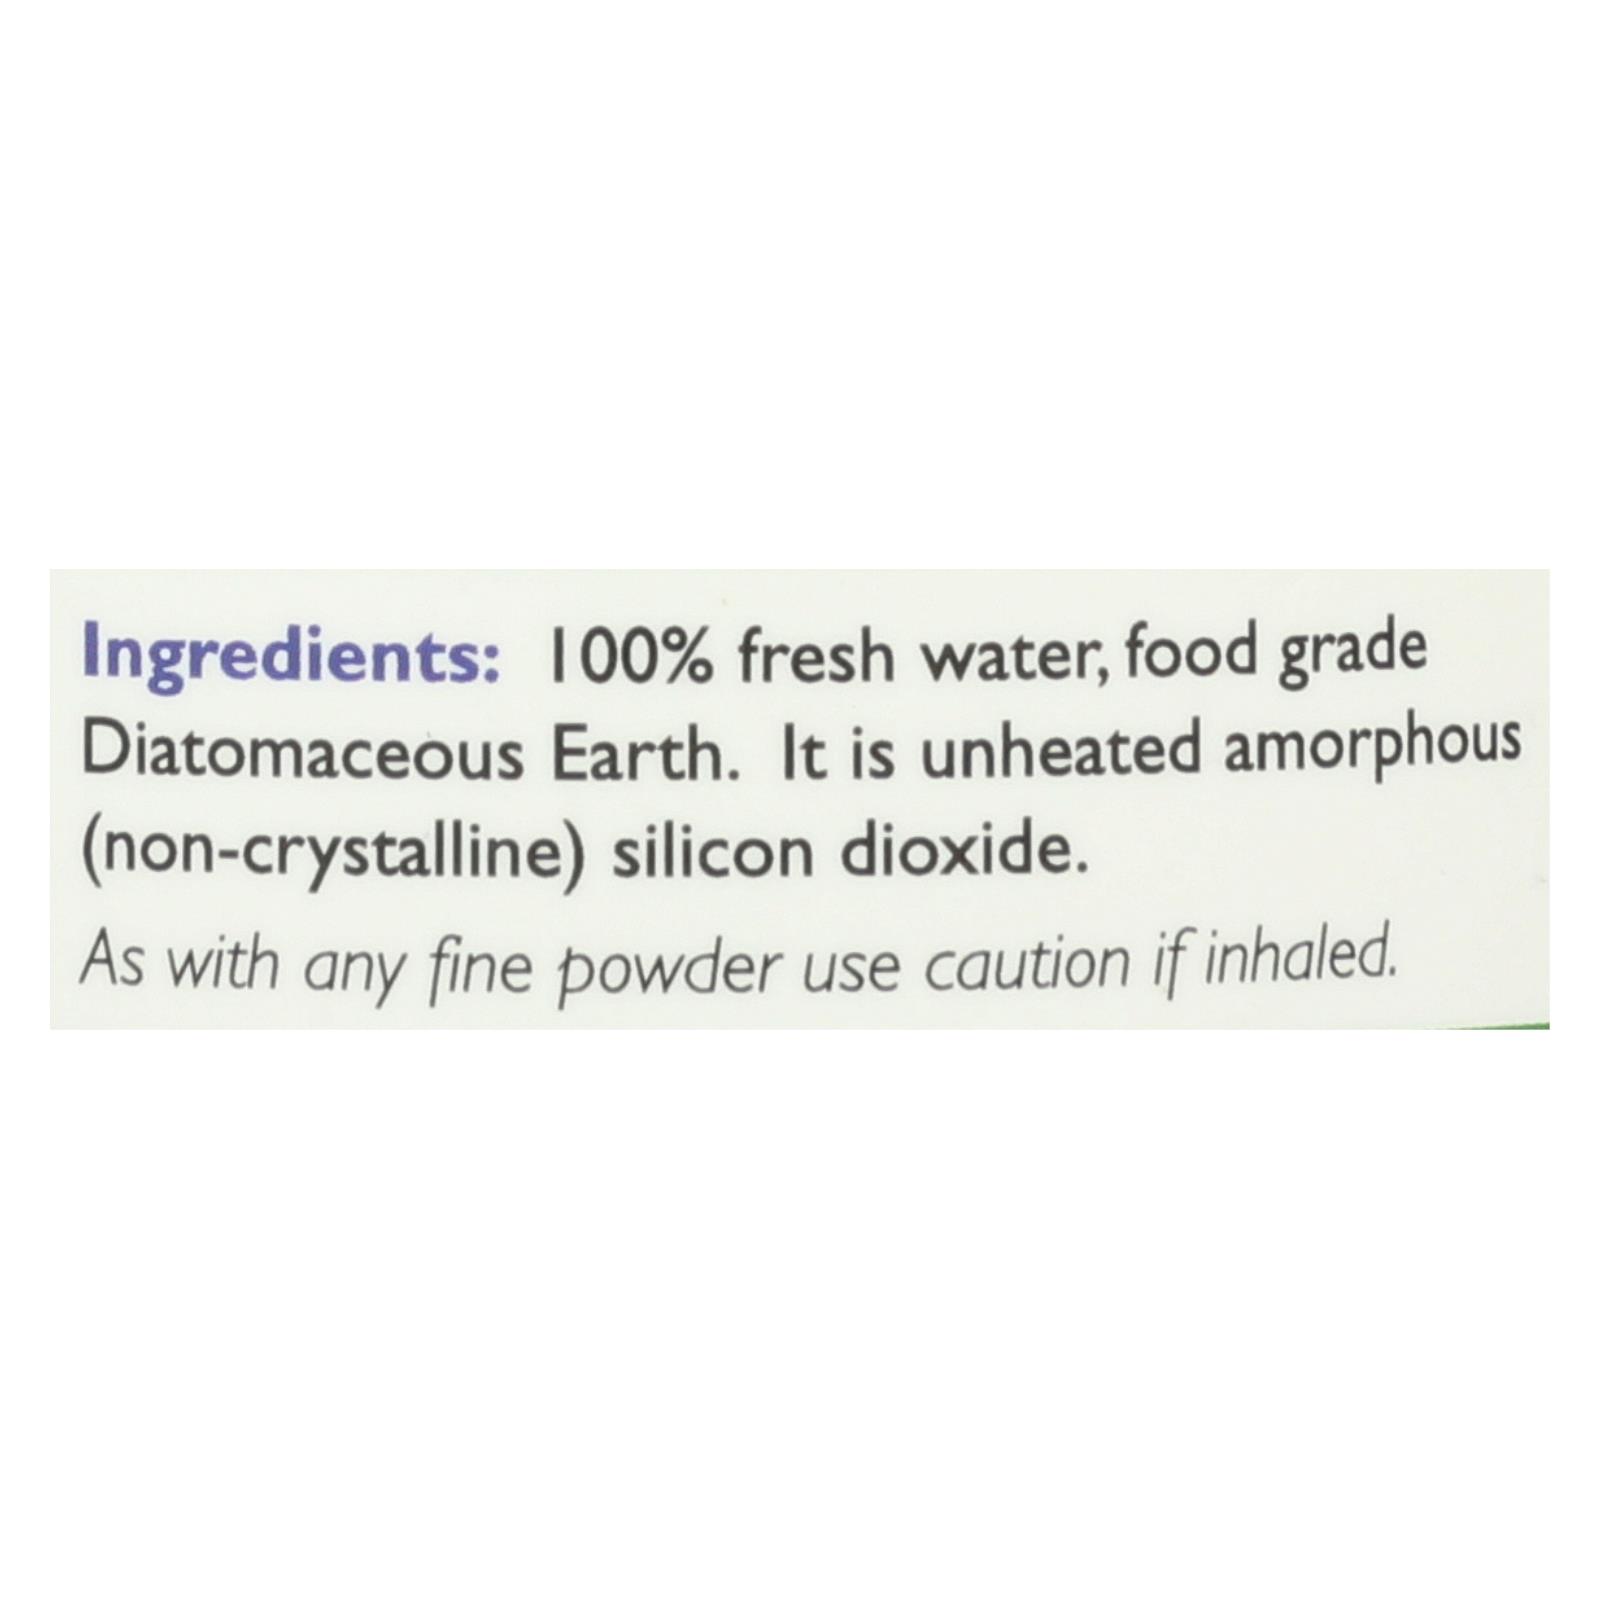 Ingredients: 100% fresh water, food grade
Diatomaceous Earth. It is unheated amorphous
(non-crystalline) silicon dioxide.
As with any fine powder use caution if inhaled.